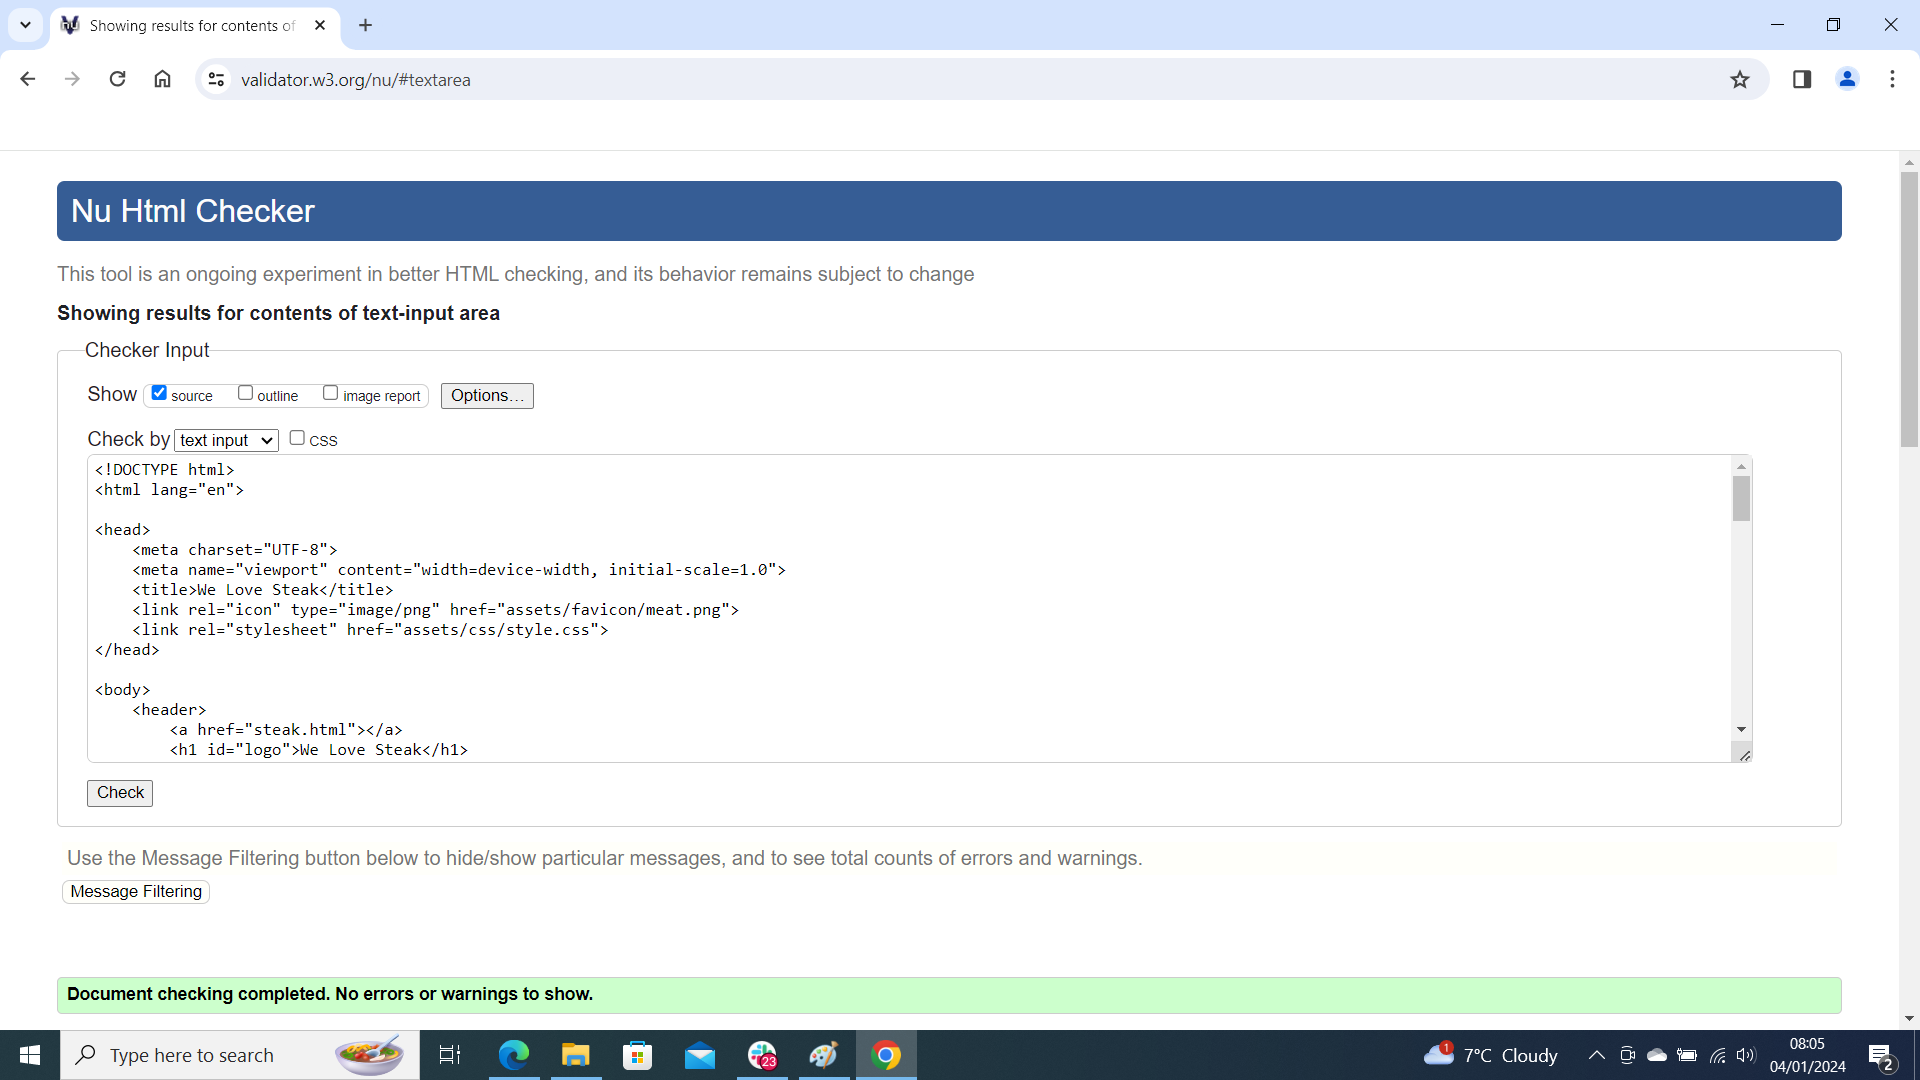 Showing results for contents of
validator.w3.org/nu/#textarea
Nu Html Checker
This tool is an ongoing experiment in better HTML checking, and its behavior remains subject to change
Showing results for contents of text-input area
Checker Input
Show source outline image report Options...
Check by text input CSS
<!DOCTYPE html>
<html lang="en">
<head>
<meta charset="UTF-8">
<meta name="viewport" content="width=device-width, initial-scale=1.0">
<title>We Love Steak</title>
<link rel="icon" type="image/png" href="assets/favicon/meat.png">
<link rel="stylesheet" href="assets/css/style.css">
</head>
<body>
<header>
<a href="steak.html"></a>
<h1 id="logo">We Love Steak</h1>
Check
Use the Message Filtering button below to hide/show particular messages, and to see total counts of errors and warnings.
Message Filtering
Document checking completed. No errors or warnings to show.
Type here to search
23
1
7°C Cloudy
08:05
04/01/2024
2